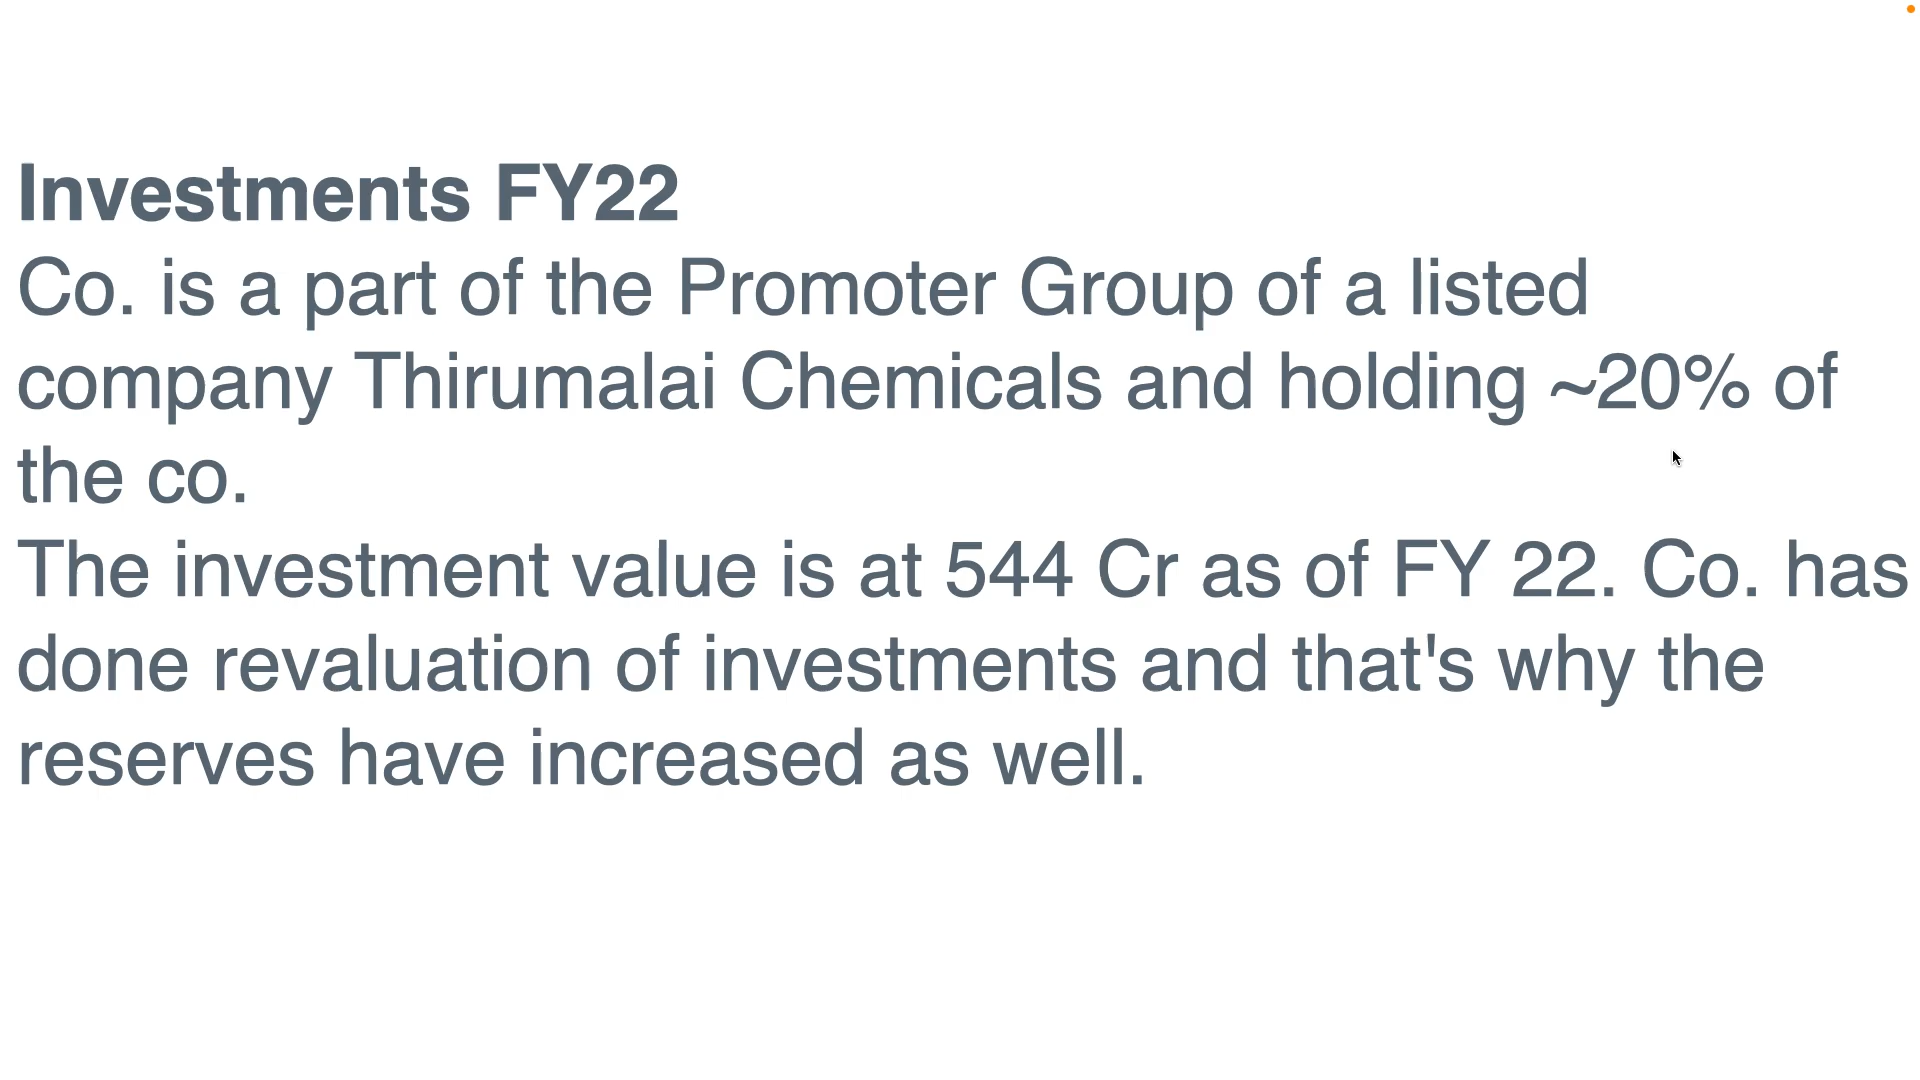 Investments FY22
Co. is a part of the Promoter Group of a listed
company Thirumalai Chemicals and holding ~20% of
the co.
The investment value is at 544 Cr as of FY 22. Co. has
done revaluation of investments and that's why the
reserves have increased as well.